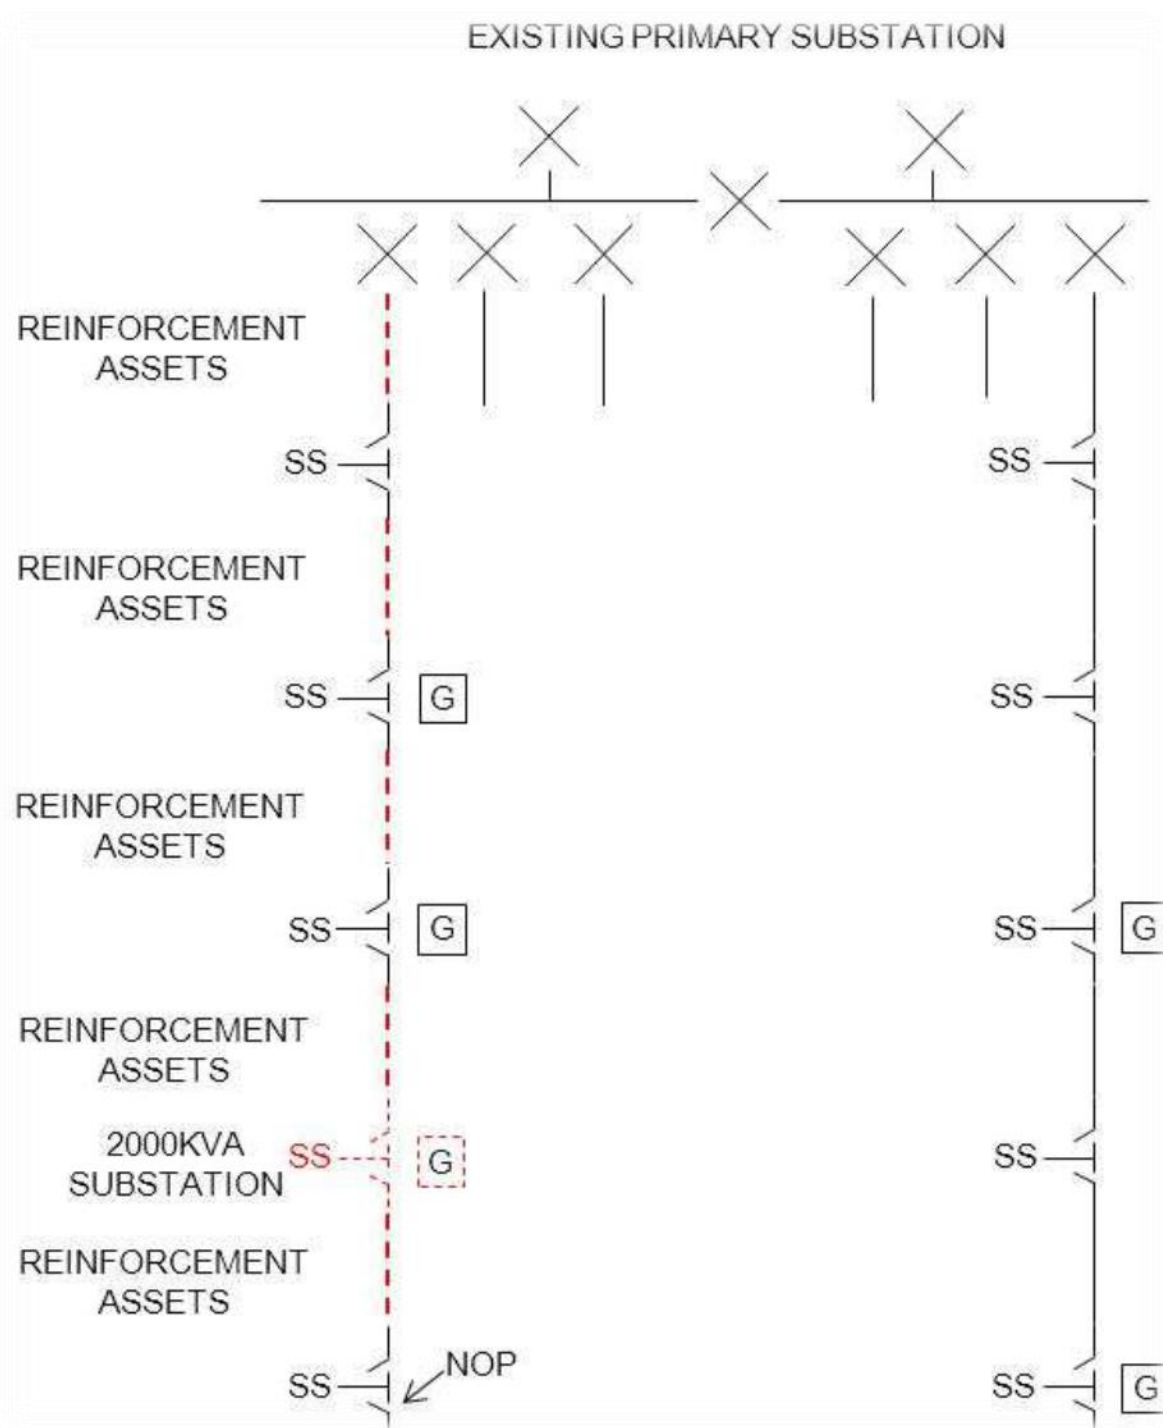 EXISTING PRIMARY SUBSTATION
REINFORCEMENT
ASSETS
SS
SS
REINFORCEMENT
ASSETS
SS
G
SS
REINFORCEMENT
ASSETS
SS
G
SS
G
REINFORCEMENT
ASSETS
2000KVA
SUBSTATION
SS
G
SS
REINFORCEMENT
ASSETS
NOP
SS
SS
G